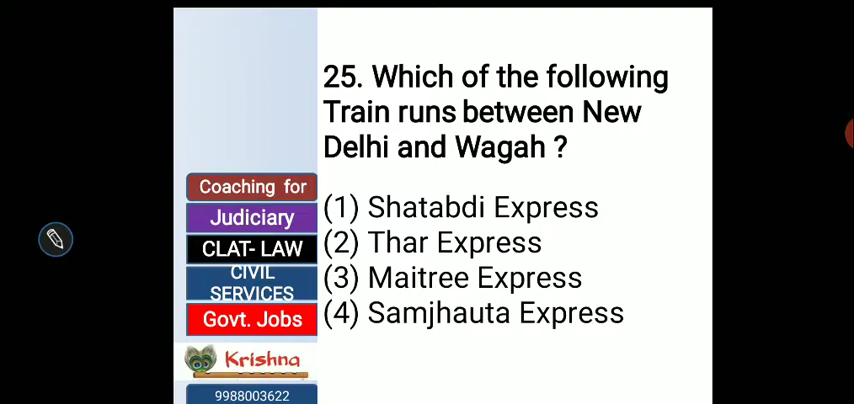 25. Which of the following
Train runs between New
Delhi and Wagah ?
(1) Shatabdi Express
(2) Thar Express
(3) Maitree Express
(4) Samjhauta Express
Coaching for
Judiciary
CLAT- LAW
CIVIL
SERVICES
Govt. Jobs
Krishna
9988003622